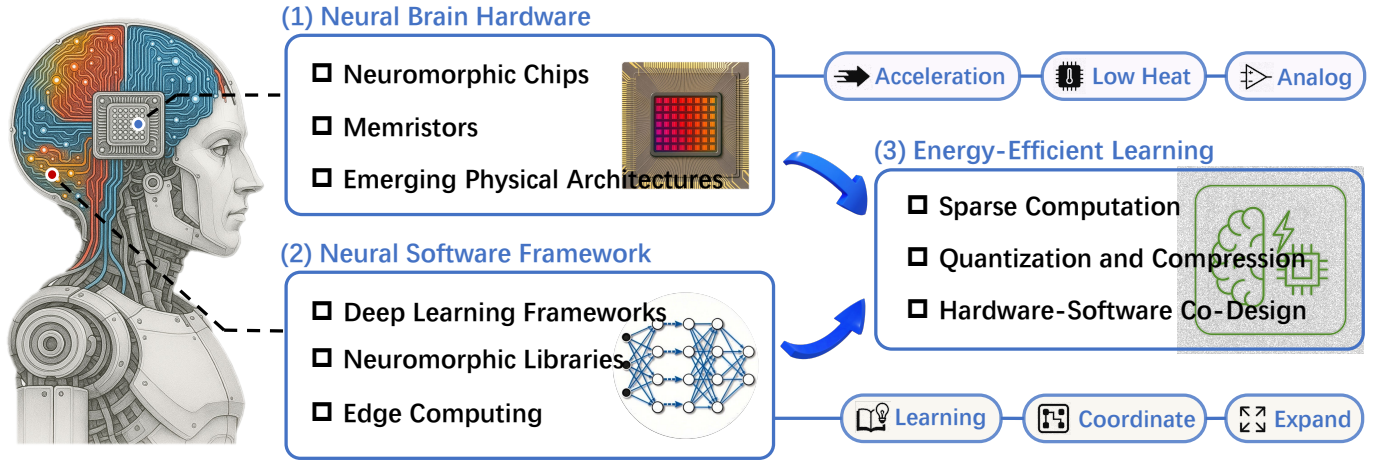 (1) Neural Brain Hardware
Neuromorphic Chips
Memristors
Emerging Physical Architectures
Acceleration
Low Heat
Analog
(2) Neural Software Framework
Deep Learning Frameworks
Neuromorphic Libraries
Edge Computing
(3) Energy-Efficient Learning
Sparse Computation
Quantization and Compression
Hardware-Software Co-Design
Learning
Coordinate
Expand